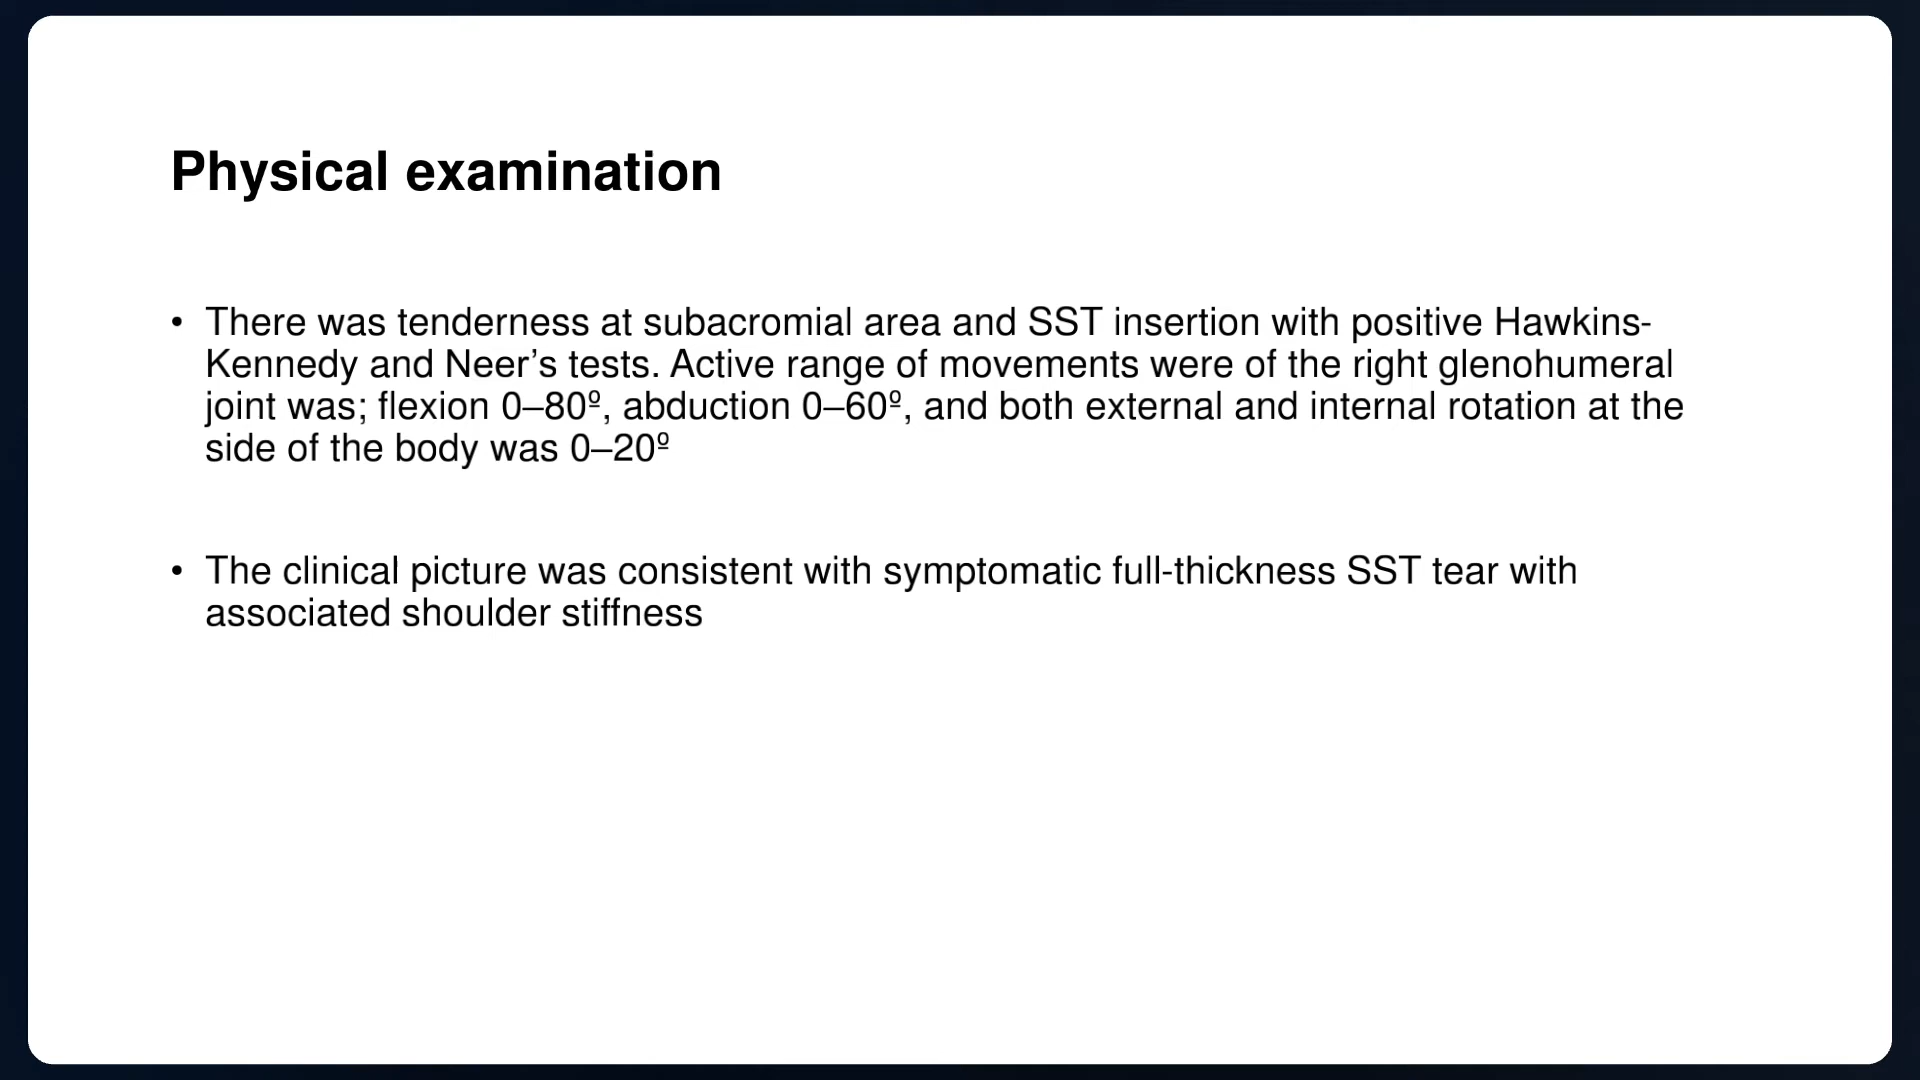 Physical examination
• There was tenderness at subacromial area and SST insertion with positive Hawkins-
Kennedy and Neer’s tests. Active range of movements were of the right glenohumeral
joint was; flexion 0–80º, abduction 0–60º, and both external and internal rotation at the
side of the body was 0–20º
• The clinical picture was consistent with symptomatic full-thickness SST tear with
associated shoulder stiffness